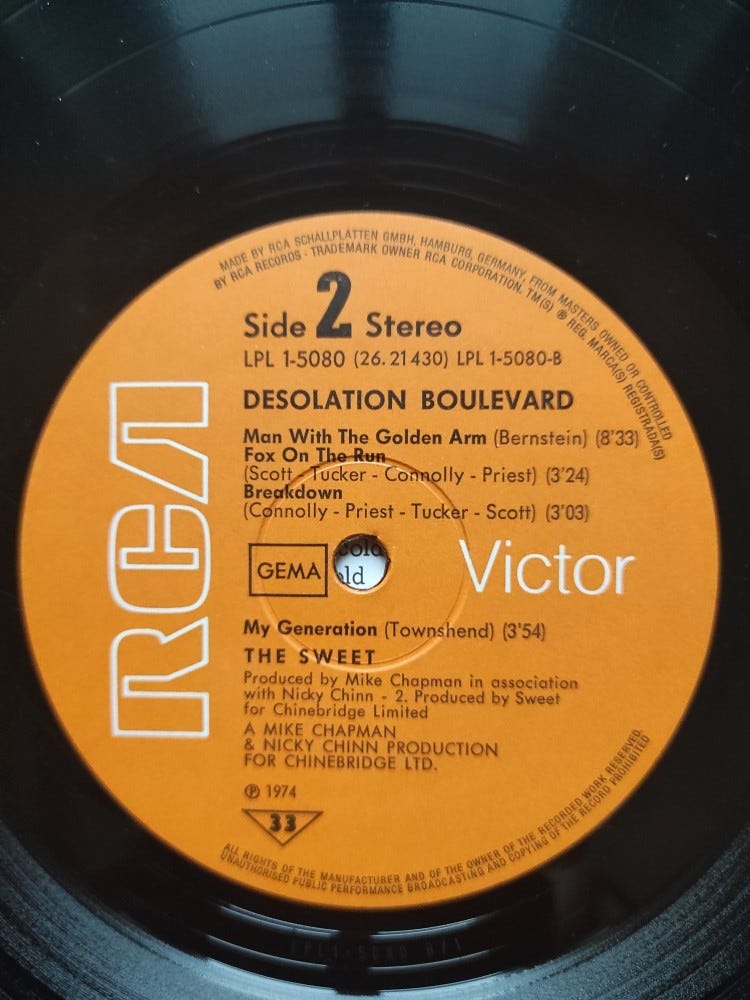 MADE BY RCA SCHALLPLATTEN GMBH, HAMBURG, GERMANY, FROM MASTERS OWNED OR CONTROLLED
BY RCA RECORDS · TRADEMARK OWNER RCA CORPORATION. TM(S) ® REG. MARCA(S) REGISTRADA(S)
Side 2 Stereo
LPL 1-5080 (26.21430) LPL 1-5080-B
DESOLATION BOULEVARD
Man With The Golden Arm (Bernstein) (8'33)
Fox On The Run
(Scott - Tucker - Connolly - Priest) (3'24)
Breakdown
(Connolly - Priest - Tucker - Scott) (3'03)
RCA
GEMA
Victor
My Generation (Townshend) (3'54)
THE SWEET
Produced by Mike Chapman in association
with Nicky Chinn - 2. Produced by Sweet
for Chinebridge Limited
A MIKE CHAPMAN
& NICKY CHINN PRODUCTION
FOR CHINEBRIDGE LTD.
℗ 1974
33
ALL RIGHTS OF THE MANUFACTURER AND OF THE OWNER OF THE RECORDED WORK RESERVED.
UNAUTHORISED PUBLIC PERFORMANCE BROADCASTING AND COPYING OF THE RECORD PROHIBITED